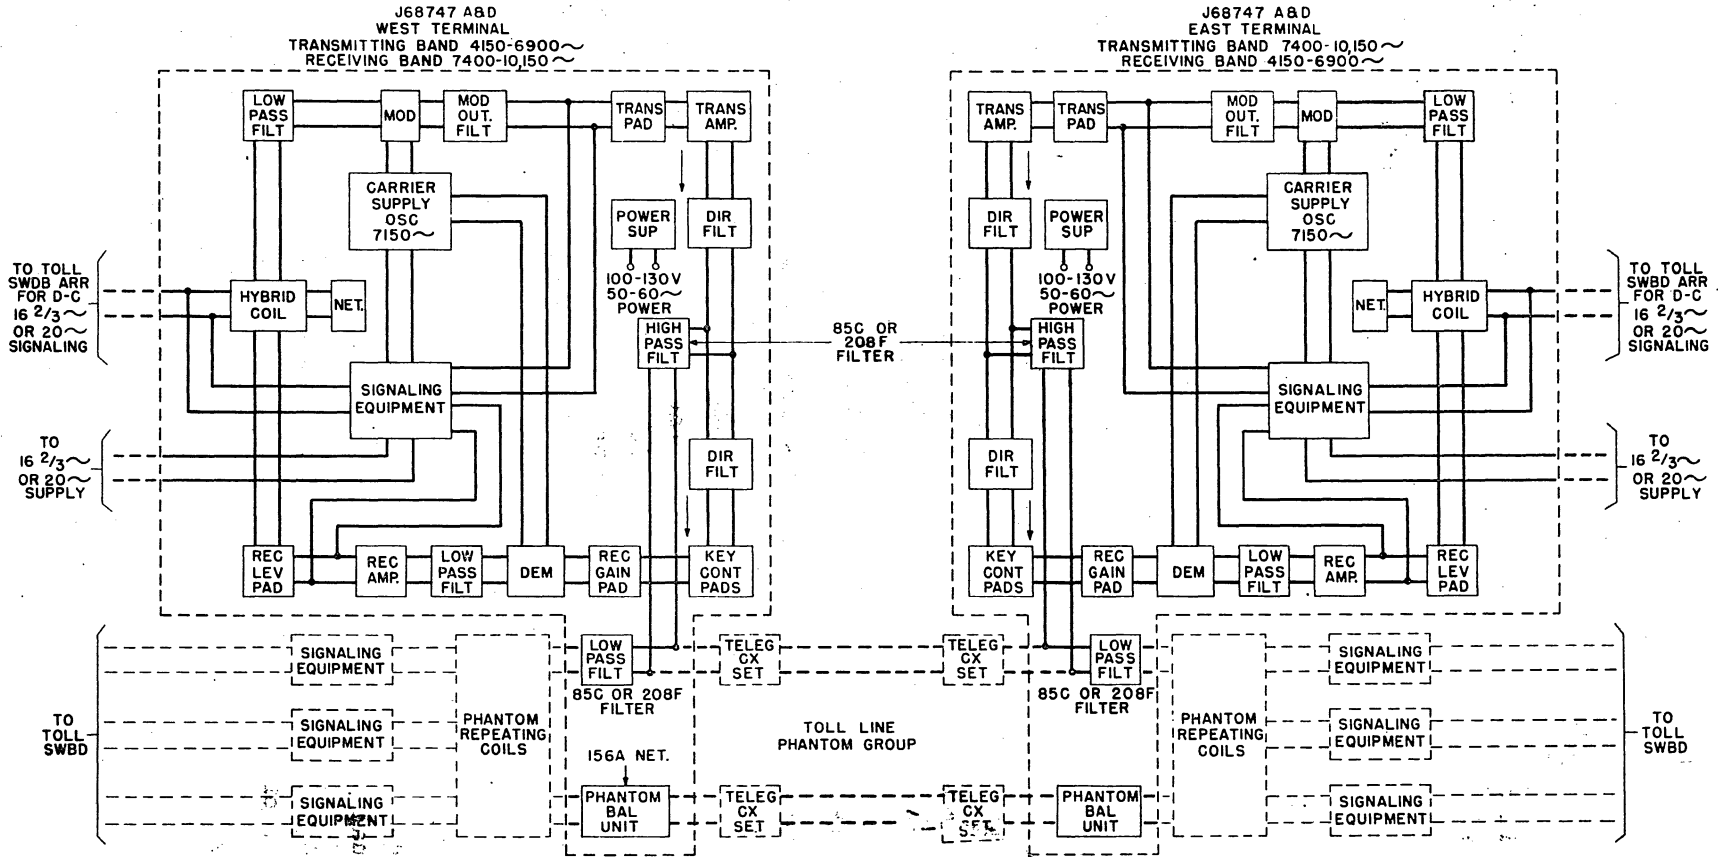 J68747 A&D
WEST TERMINAL
TRANSMITTING BAND 4150-6900~
RECEIVING BAND 7400-10,150~
J68747 A&D
EAST TERMINAL
TRANSMITTING BAND 7400-10,150~
RECEIVING BAND 4150-6900~
LOW
PASS
FILT
MOD
MOD
OUT.
FILT
TRANS
PAD
TRANS
AMP.
TRANS
AMP.
TRANS
PAD
MOD
OUT.
FILT
MOD
LOW
PASS
FILT
CARRIER
SUPPLY
OSC
7150~
POWER
SUP
DIR
FILT
DIR
FILT
POWER
SUP
CARRIER
SUPPLY
OSC
7150~
TO TOLL
SWDB ARR
FOR D-C
16 2/3~
OR 20~
SIGNALING
HYBRID
COIL
NET.
100-130V
50-60~
POWER
100-130V
50-60~
POWER
NET.
HYBRID
COIL
TO TOLL
SWBD ARR
FOR D-C
16 2/3~
OR 20~
SIGNALING
HIGH
PASS
FILT
85C OR
208F
FILTER
HIGH
PASS
FILT
SIGNALING
EQUIPMENT
SIGNALING
EQUIPMENT
TO
16 2/3~
OR 20~
SUPPLY
DIR
FILT
DIR
FILT
TO
16 2/3~
OR 20~
SUPPLY
REC
LEV
PAD
REC
AMP.
LOW
PASS
FILT
DEM
REC
GAIN
PAD
KEY
CONT
PADS
KEY
CONT
PADS
REC
GAIN
PAD
DEM
LOW
PASS
FILT
REC
AMP.
REC
LEV
PAD
SIGNALING
EQUIPMENT
LOW
PASS
FILT
TELEG
CX
SET
TELEG
CX
SET
LOW
PASS
FILT
SIGNALING
EQUIPMENT
85C OR 208F
FILTER
85C OR 208F
FILTER
TO
TOLL
SWBD
SIGNALING
EQUIPMENT
PHANTOM
REPEATING
COILS
TOLL LINE
PHANTOM GROUP
PHANTOM
REPEATING
COILS
SIGNALING
EQUIPMENT
TO
TOLL
SWBD
156A NET.
SIGNALING
EQUIPMENT
PHANTOM
BAL
UNIT
TELEG
CX
SET
TELEG
CX
SET
PHANTOM
BAL
UNIT
SIGNALING
EQUIPMENT